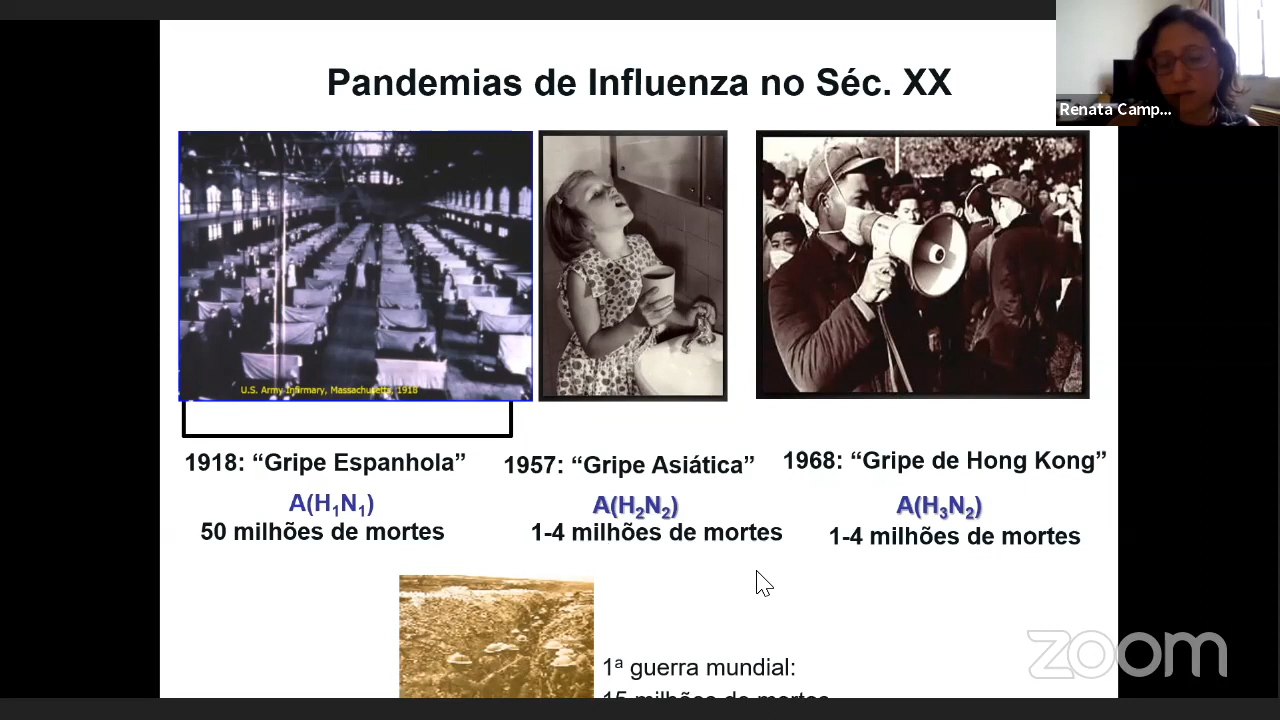 Pandemias de Influenza no Séc. XX
Renata Camp...
U.S. Army Infirmary, Massachusetts, 1918
1918: “Gripe Espanhola”
A(H₁N₁)
50 milhões de mortes
1957: “Gripe Asiática”
A(H₂N₂)
1-4 milhões de mortes
1968: “Gripe de Hong Kong”
A(H₃N₂)
1-4 milhões de mortes
1ª guerra mundial:
15 milhões de mortes
zoom